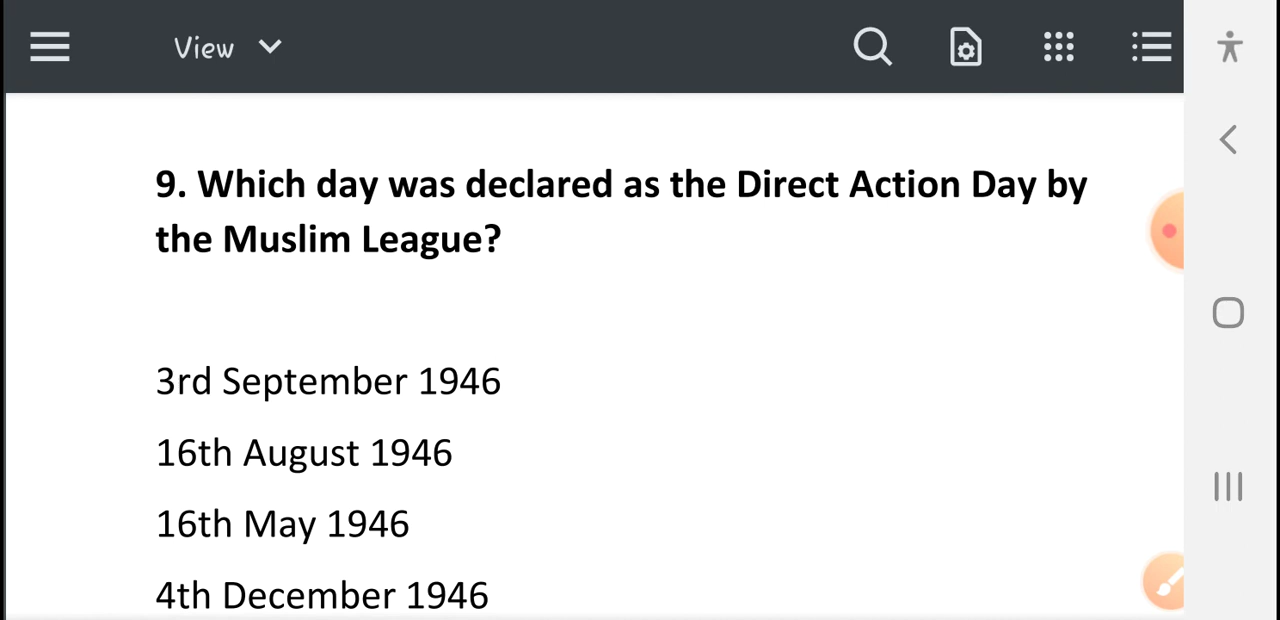 View
9. Which day was declared as the Direct Action Day by
the Muslim League?
3rd September 1946
16th August 1946
16th May 1946
4th December 1946